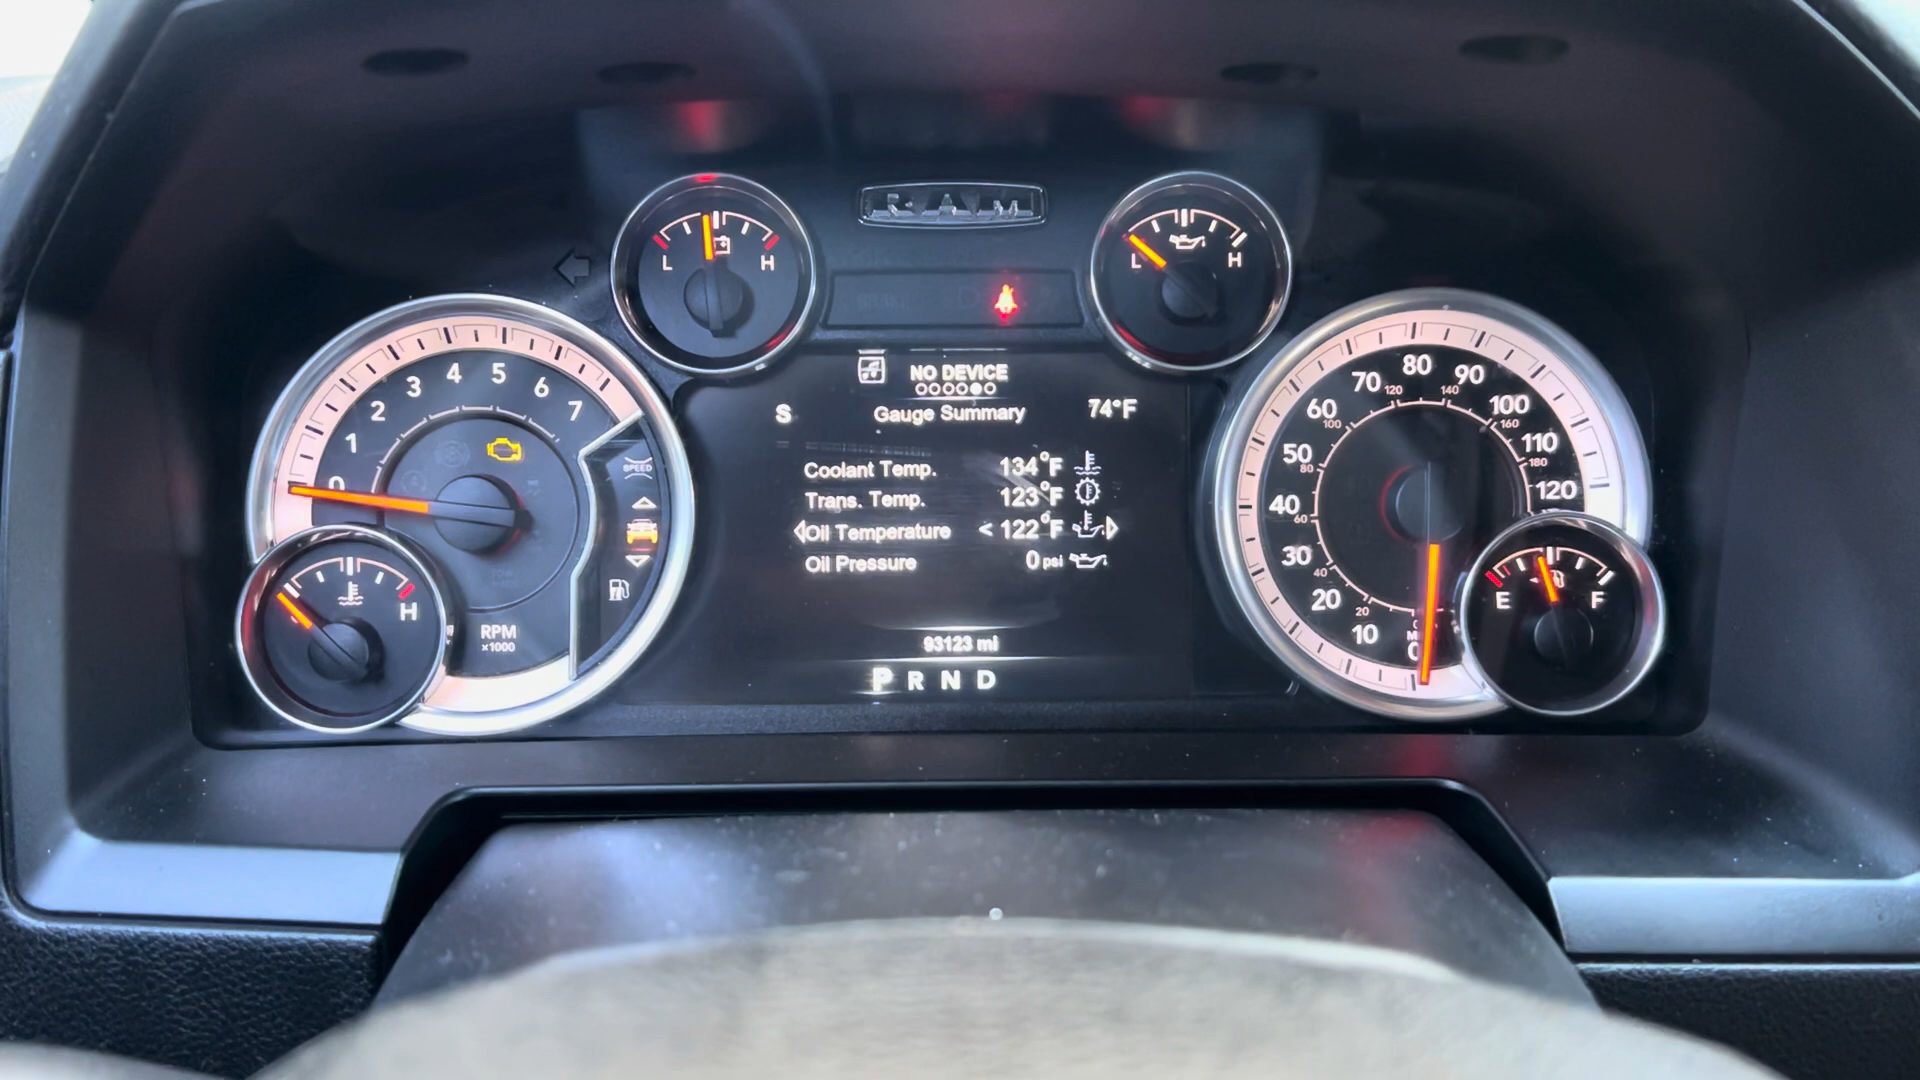 RAM
L H
L H
NO DEVICE
S Gauge Summary 74°F
Coolant Temp. 134°F
Trans. Temp. 123°F
Oil Temperature < 122°F
Oil Pressure 0 psi
93123 mi
P R N D
0 1 2 3 4 5 6 7
RPM
x1000
SPEED
H
0 10 20 30 40 50 60 70 80 90 100 110 120
20 40 60 80 100 120 140 160 180
E F